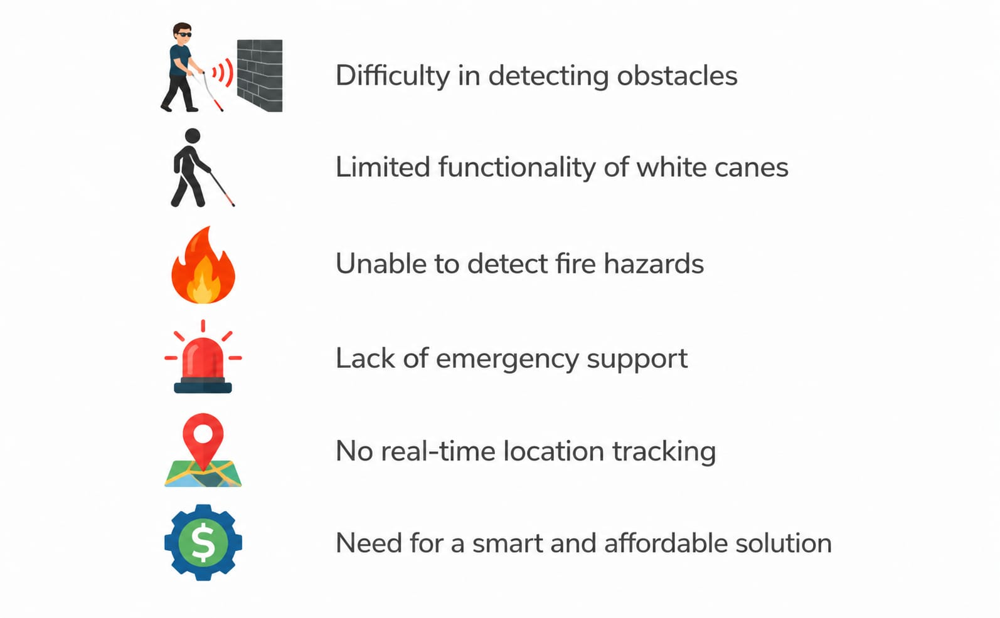 Difficulty in detecting obstacles
Limited functionality of white canes
Unable to detect fire hazards
Lack of emergency support
No real-time location tracking
$
Need for a smart and affordable solution